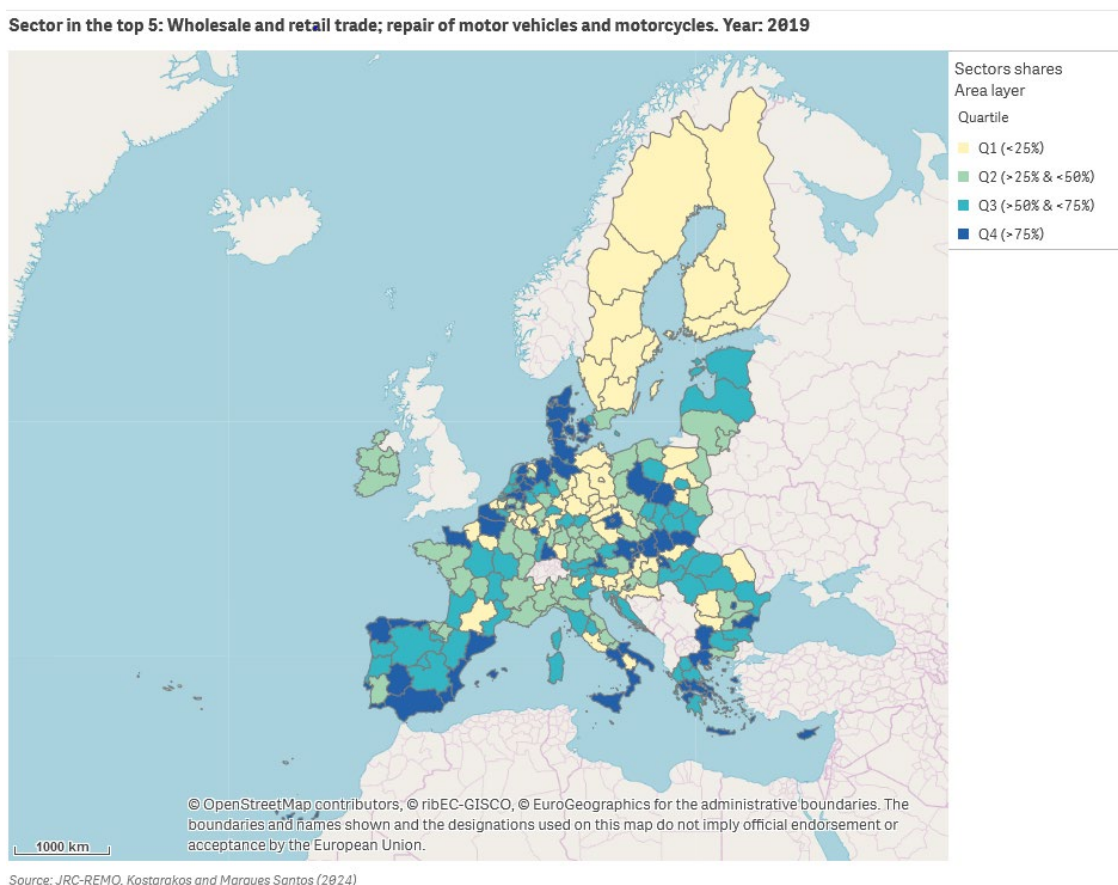 Sector in the top 5: Wholesale and retail trade; repair of motor vehicles and motorcycles. Year: 2019
Sectors shares
Area layer
Quartile
Q1 (<25%)
Q2 (>25% & <50%)
Q3 (>50% & <75%)
Q4 (>75%)
© OpenStreetMap contributors, © ribEC-GISCO, © EuroGeographics for the administrative boundaries. The
boundaries and names shown and the designations used on this map do not imply official endorsement or
acceptance by the European Union.
1000 km
Source: JRC-REMO. Kostarakos and Marques Santos (2024)